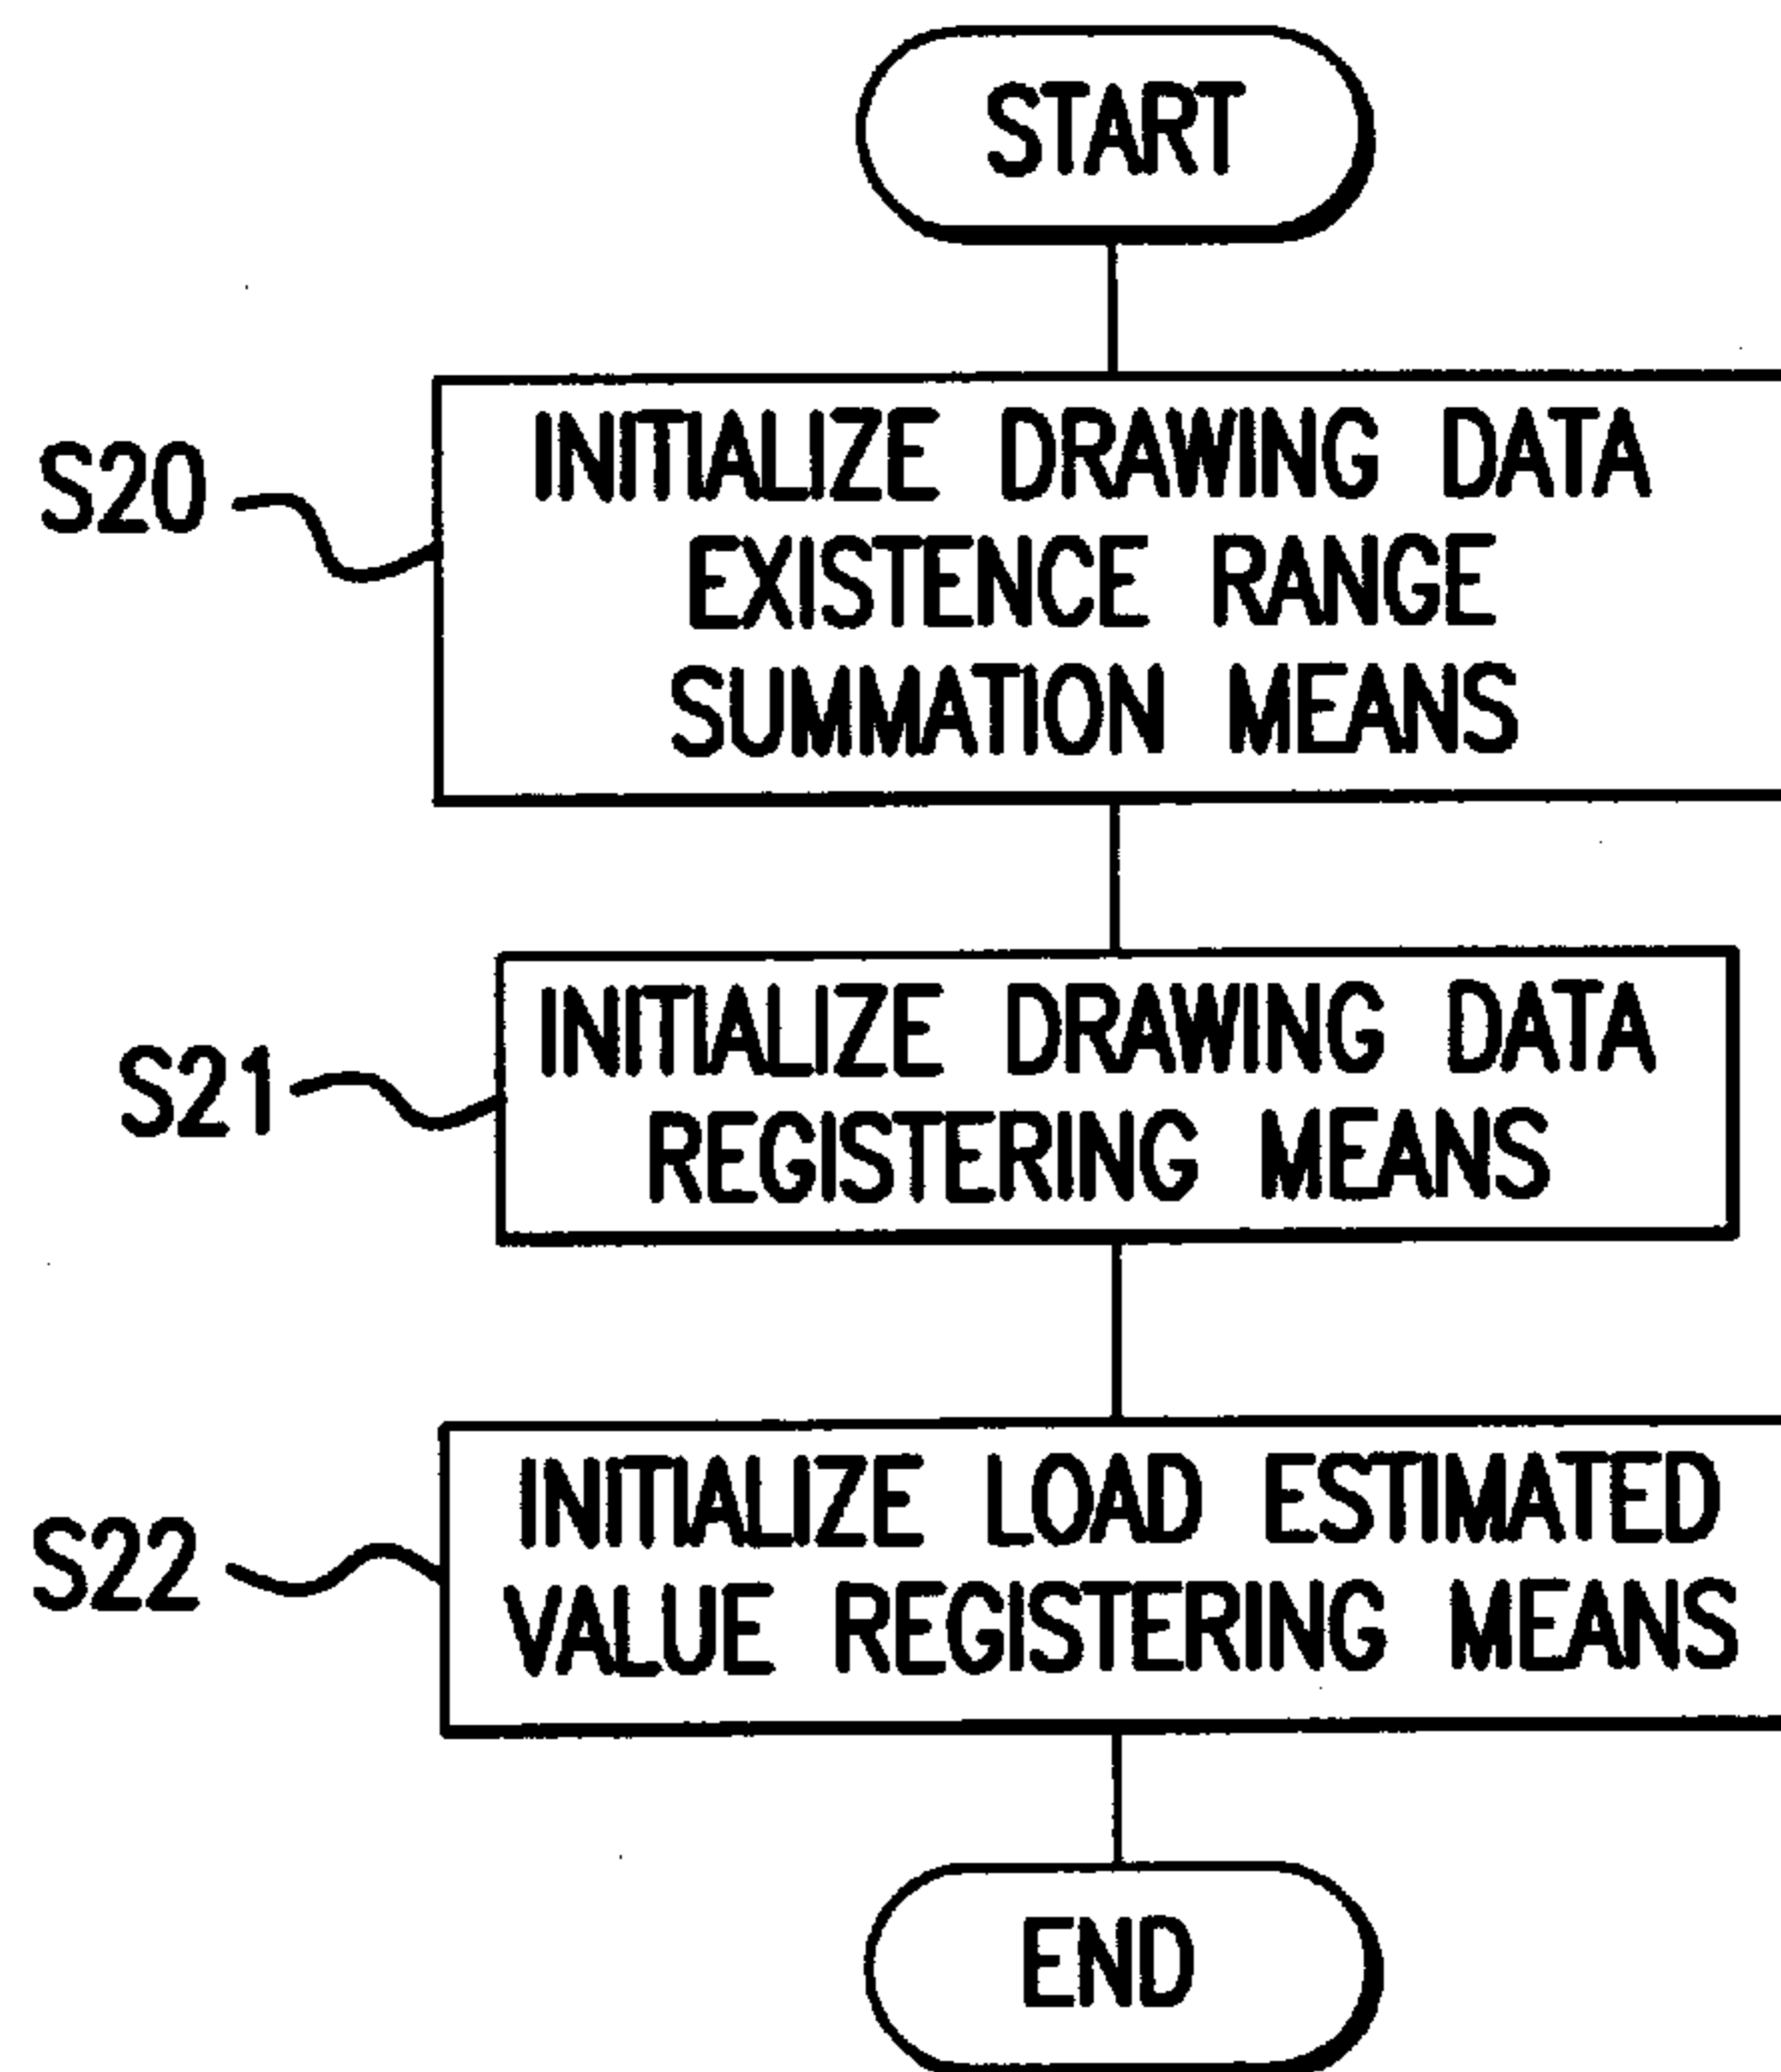 START
S20
INITIALIZE DRAWING DATA
EXISTENCE RANGE
SUMMATION MEANS
S21
INITIALIZE DRAWING DATA
REGISTERING MEANS
S22
INITIALIZE LOAD ESTIMATED
VALUE REGISTERING MEANS
END